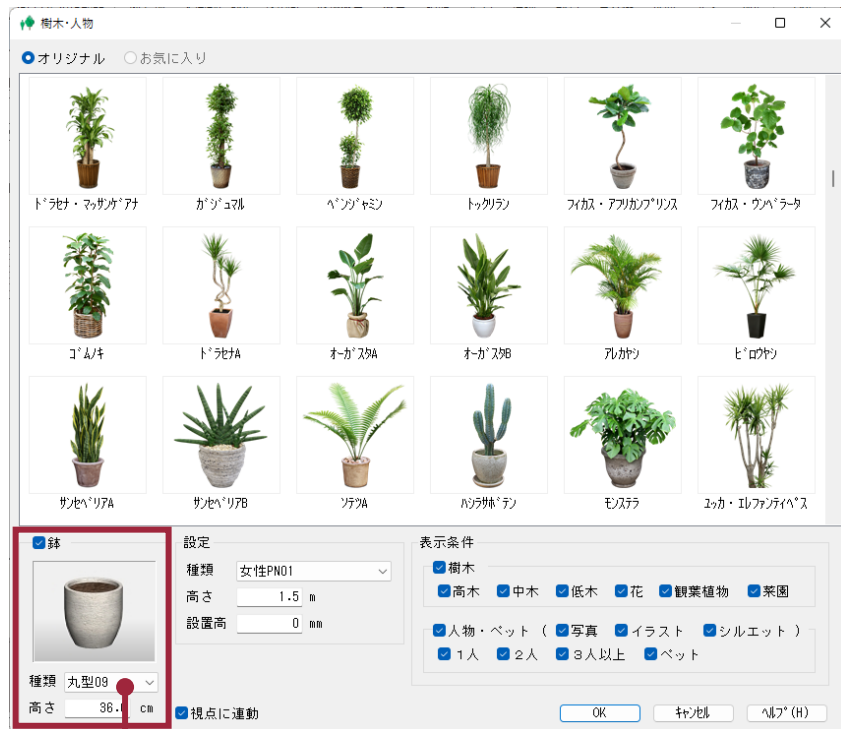 樹木・人物
オリジナル お気に入り
ﾄﾞﾗｾﾅ・ﾏｯｻﾝｹﾞｱﾅ ｶﾞｼﾞｭﾏﾙ ﾍﾞﾝｼﾞｬﾐﾝ ﾄｯｸﾘﾗﾝ ﾌｨｶｽ・ｱﾌﾘｶﾝﾌﾟﾘﾝｽ ﾌｨｶｽ・ｳﾝﾍﾞﾗｰﾀ
ｺﾞﾑﾉｷ ﾄﾞﾗｾﾅA ｵｰｶﾞｽﾀA ｵｰｶﾞｽﾀB ｱﾚｶﾔｼ ﾋﾞﾛｳﾔｼ
ｻﾝｾﾍﾞﾘｱA ｻﾝｾﾍﾞﾘｱB ｿﾃﾂA ﾊｼﾗｻﾎﾞﾃﾝ ﾓﾝｽﾃﾗ ﾕｯｶ・ｴﾚﾌｧﾝﾃｨﾍﾟｽ
鉢
種類 丸型09
高さ 36. cm
設定
種類 女性PN01
高さ 1.5 m
設置高 0 mm
視点に連動
表示条件
樹木
高木 中木 低木 花 観葉植物 菜園
人物・ペット ( 写真 イラスト シルエット )
1人 2人 3人以上 ペット
OK ｷｬﾝｾﾙ ﾍﾙﾌﾟ(H)